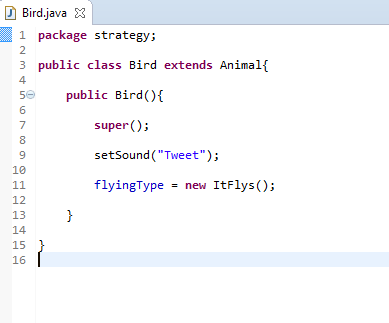 Bird.java
1 package strategy;
2
3 public class Bird extends Animal{
4
5 public Bird(){
6
7 super();
8
9 setSound("Tweet");
10
11 flyingType = new ItFlys();
12
13 }
14
15 }
16